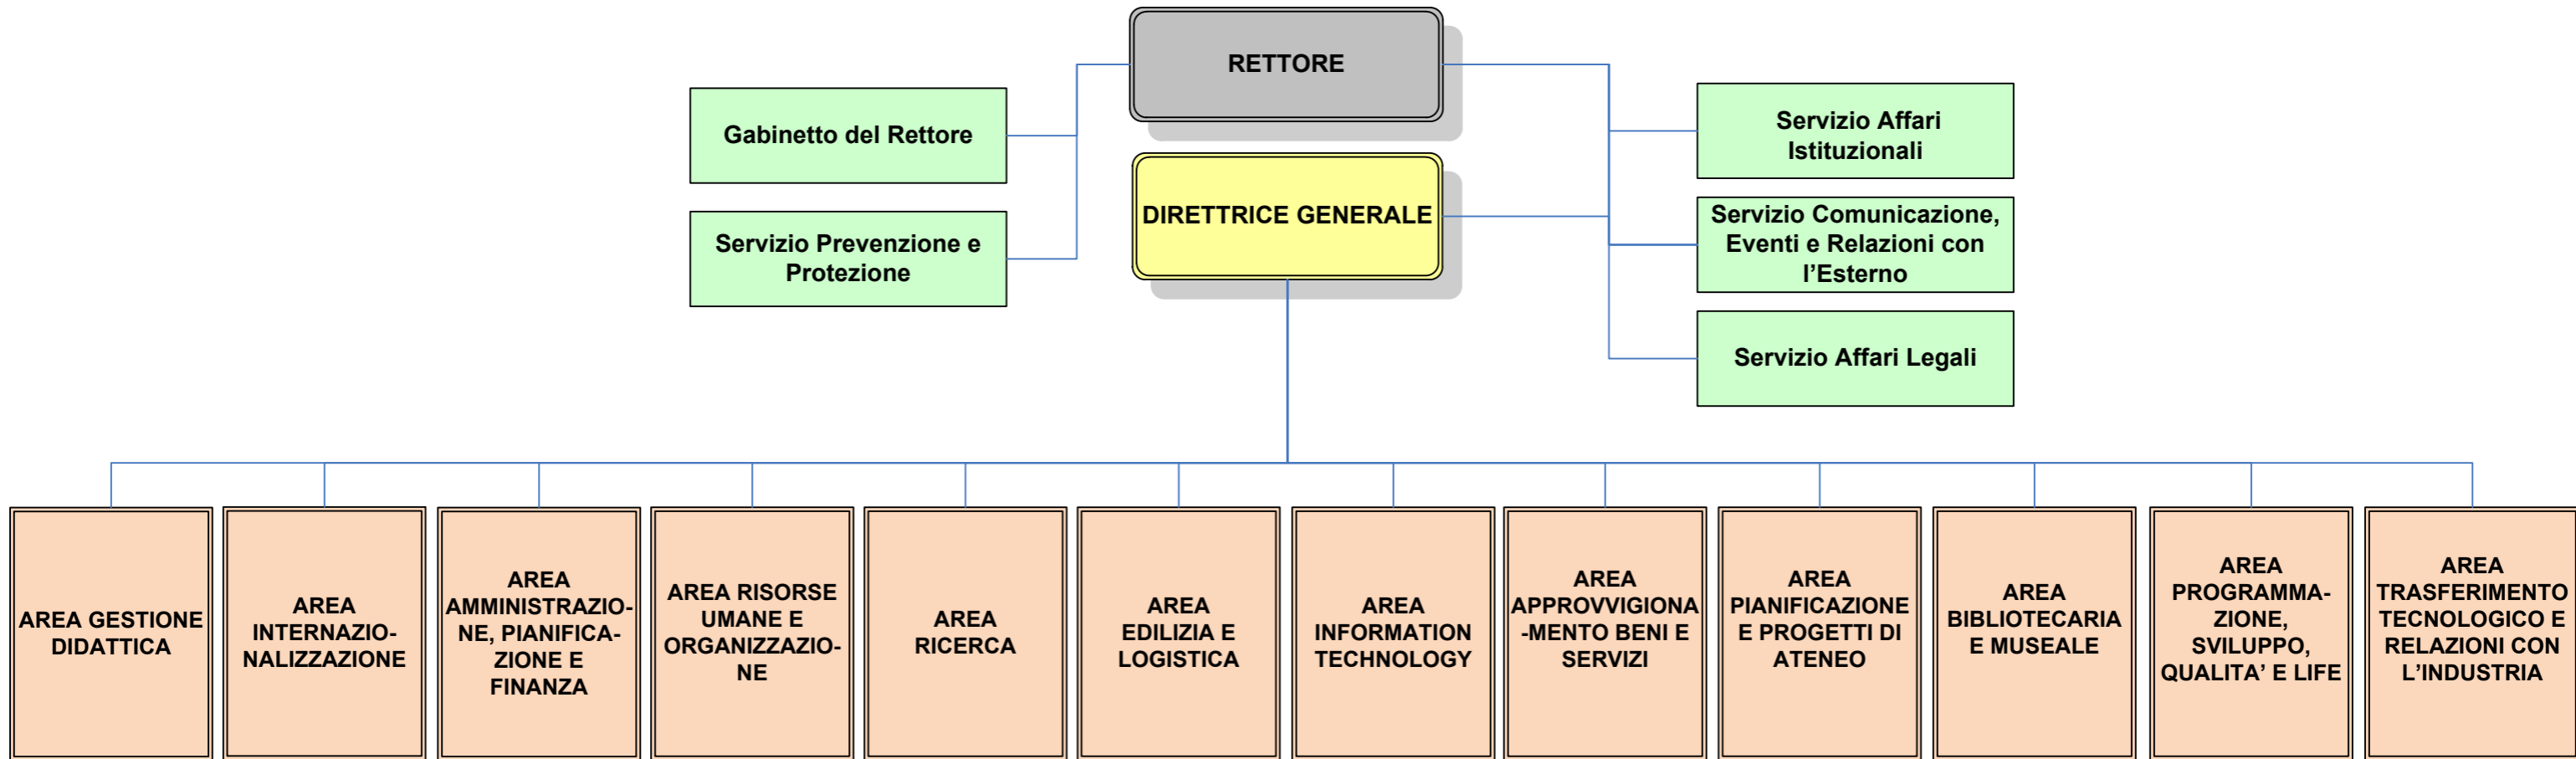 RETTORE
Gabinetto del Rettore
Servizio Prevenzione e
Protezione
DIRETTRICE GENERALE
Servizio Affari
Istituzionali
Servizio Comunicazione,
Eventi e Relazioni con
l’Esterno
Servizio Affari Legali
AREA GESTIONE
DIDATTICA
AREA
INTERNAZIO-
NALIZZAZIONE
AREA
AMMINISTRAZIO-
NE, PIANIFICA-
ZIONE E
FINANZA
AREA RISORSE
UMANE E
ORGANIZZAZIO-
NE
AREA
RICERCA
AREA
EDILIZIA E
LOGISTICA
AREA
INFORMATION
TECHNOLOGY
AREA
APPROVVIGIONA
-MENTO BENI E
SERVIZI
AREA
PIANIFICAZIONE
E PROGETTI DI
ATENEO
AREA
BIBLIOTECARIA
E MUSEALE
AREA
PROGRAMMA-
ZIONE,
SVILUPPO,
QUALITA’ E LIFE
AREA
TRASFERIMENTO
TECNOLOGICO E
RELAZIONI CON
L’INDUSTRIA